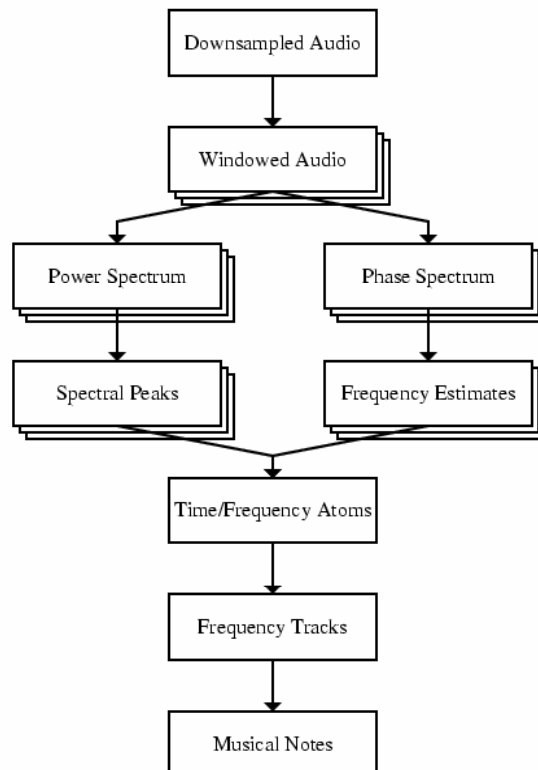 Downsampled Audio
Windowed Audio
Power Spectrum
Phase Spectrum
Spectral Peaks
Frequency Estimates
Time/Frequency Atoms
Frequency Tracks
Musical Notes